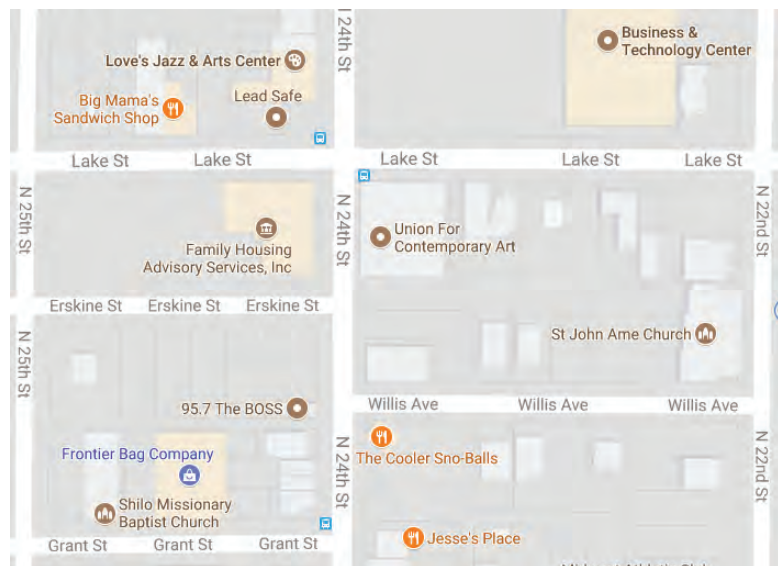 N 24th St
Business &
Technology Center
Love's Jazz & Arts Center
Big Mama's
Sandwich Shop
Lead Safe
Lake St
Lake St
Lake St
Lake St
Lake St
N 25th St
N 24th St
N 22nd St
Union For
Contemporary Art
Family Housing
Advisory Services, Inc
Erskine St
Erskine St
Erskine St
St John Ame Church
N 25th St
Willis Ave
Willis Ave
Willis Ave
95.7 The BOSS
N 24th St
N 22nd St
The Cooler Sno-Balls
Frontier Bag Company
Shilo Missionary
Baptist Church
Jesse's Place
Grant St
Grant St
Grant St